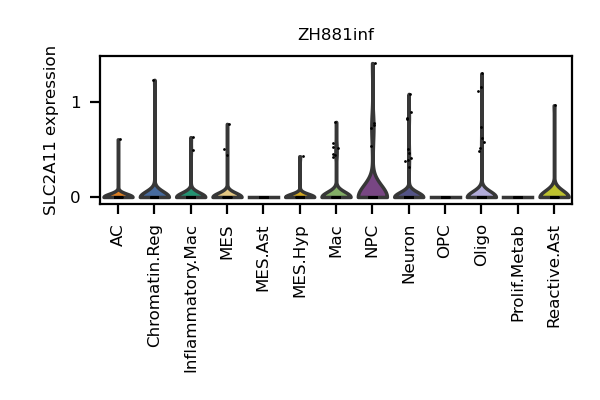 ZH881inf
SLC2A11 expression
1
0
AC
Chromatin.Reg
Inflammatory.Mac
MES
MES.Ast
MES.Hyp
Mac
NPC
Neuron
OPC
Oligo
Prolif.Metab
Reactive.Ast